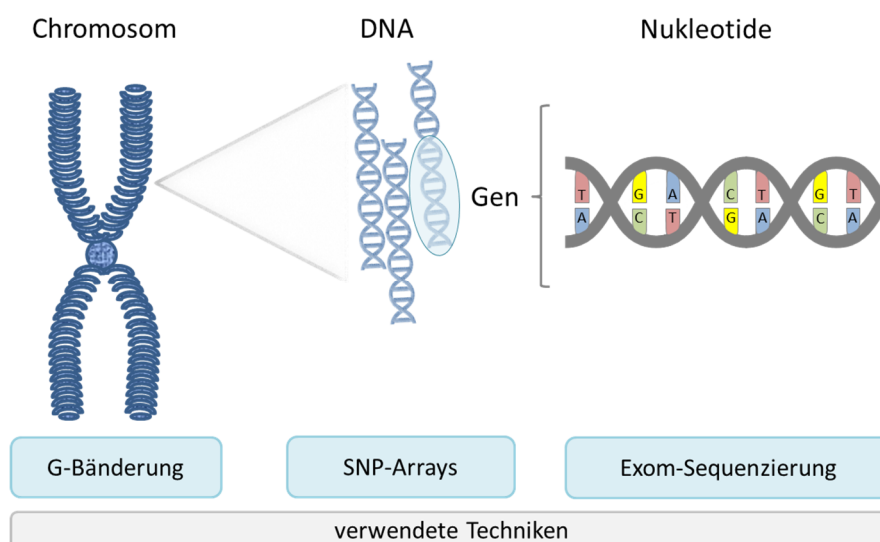 Chromosom
DNA
Nukleotide
Gen
T G A C T G T
A C T G A C A
G-Bänderung
SNP-Arrays
Exom-Sequenzierung
verwendete Techniken